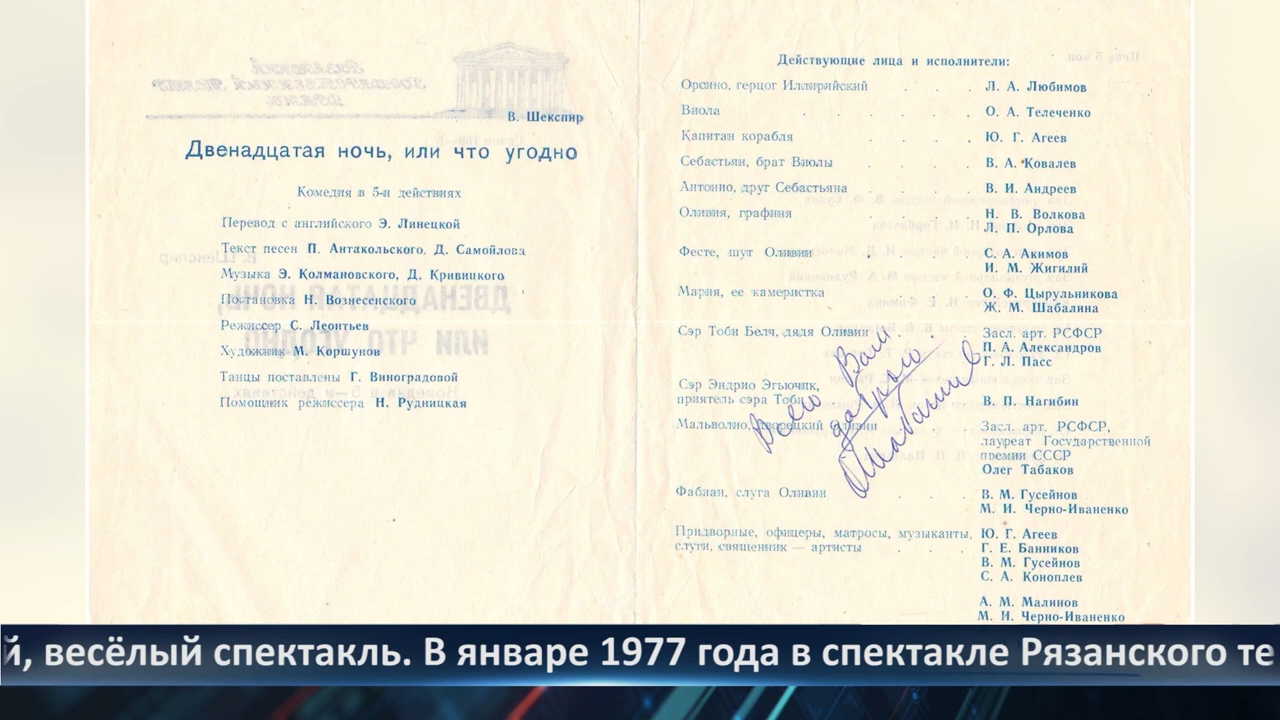 В. Шекспир
Двенадцатая ночь, или что угодно
Комедия в 5-и действиях
Перевод с английского Э. Линецкой
Текст песен П. Антакольского, Д. Самойлова
Музыка Э. Колмановского, Д. Кривицкого
Постановка Н. Вознесенского
Режиссер С. Леонтьев
Художник М. Коршунов
Танцы поставлены Г. Виноградовой
Помощник режиссера Н. Рудницкая
Действующие лица и исполнители:
Орсино, герцог Иллирийский . . . Л. А. Любимов
Виола . . . . . . О. А. Телеченко
Капитан корабля . . . . Ю. Г. Агеев
Себастьян, брат Виолы . . . . В. А. Ковалев
Антонио, друг Себастьяна . . . . В. И. Андреев
Оливия, графиня . . . . Н. В. Волкова
Л. П. Орлова
Фесте, шут Оливии . . . С. А. Акимов
И. М. Жигилий
Мария, ее камеристка . . . . О. Ф. Цырульникова
Ж. М. Шабалина
Сэр Тоби Белч, дядя Оливии . . . Засл. арт. РСФСР
П. А. Александров
Г. Л. Пасс
Сэр Эндрио Эгьючик,
приятель сэра Тоби . . . . В. П. Нагибин
Мальволио, дворецкий Оливии . . . Засл. арт. РСФСР,
лауреат Государственной
премии СССР
Олег Табаков
Фабиан, слуга Оливии . . . В. М. Гусейнов
М. И. Черно-Иваненко
Придворные, офицеры, матросы, музыканты, Ю. Г. Агеев
слуги, священник — артисты . . . Г. Е. Банников
В. М. Гусейнов
С. А. Коноплев
А. М. Малинов
М. И. Черно-Иваненко
Всего Вам
доброго!
ОТабаков
й, весёлый спектакль. В январе 1977 года в спектакле Рязанского те